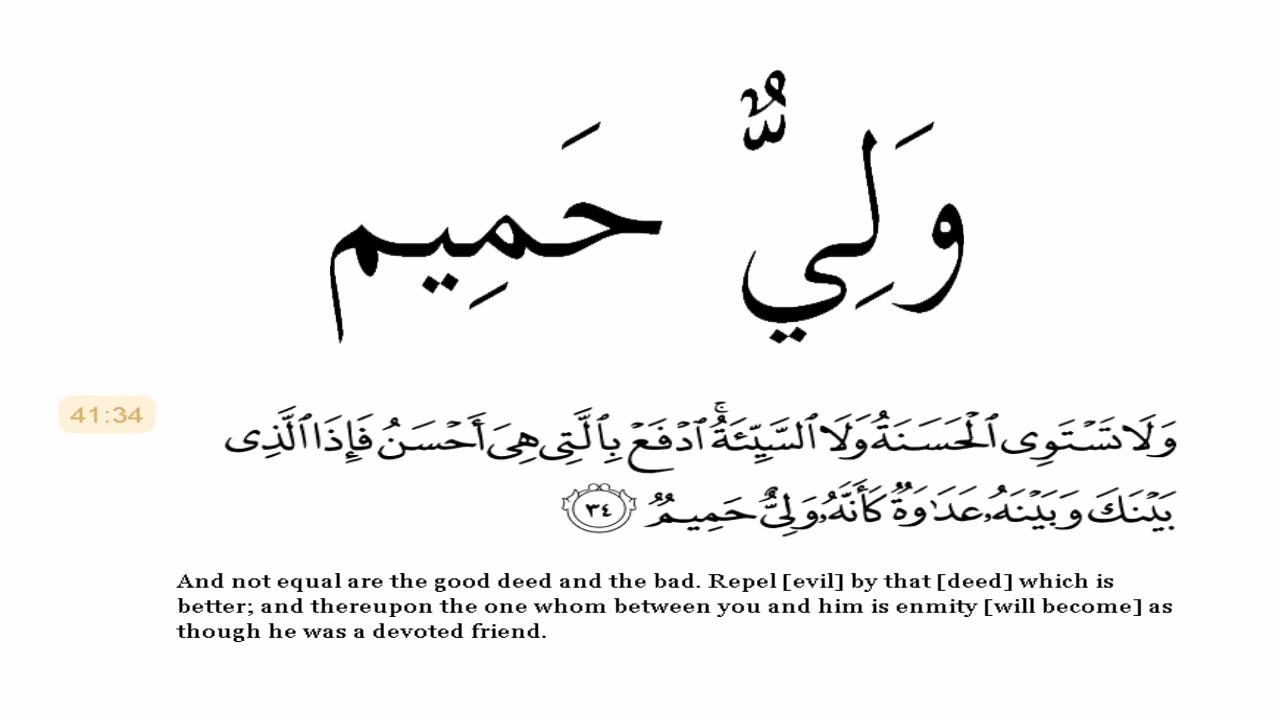 وَلِيٌّ حَمِيم
41:34
وَلَا تَسْتَوِى ٱلْحَسَنَةُ وَلَا ٱلسَّيِّئَةُ ۚ ٱدْفَعْ بِٱلَّتِى هِىَ أَحْسَنُ فَإِذَا ٱلَّذِى
بَيْنَكَ وَبَيْنَهُۥ عَدَٰوَةٌ كَأَنَّهُۥ وَلِىٌّ حَمِيمٌ ٣٤
And not equal are the good deed and the bad. Repel [evil] by that [deed] which is
better; and thereupon the one whom between you and him is enmity [will become] as
though he was a devoted friend.